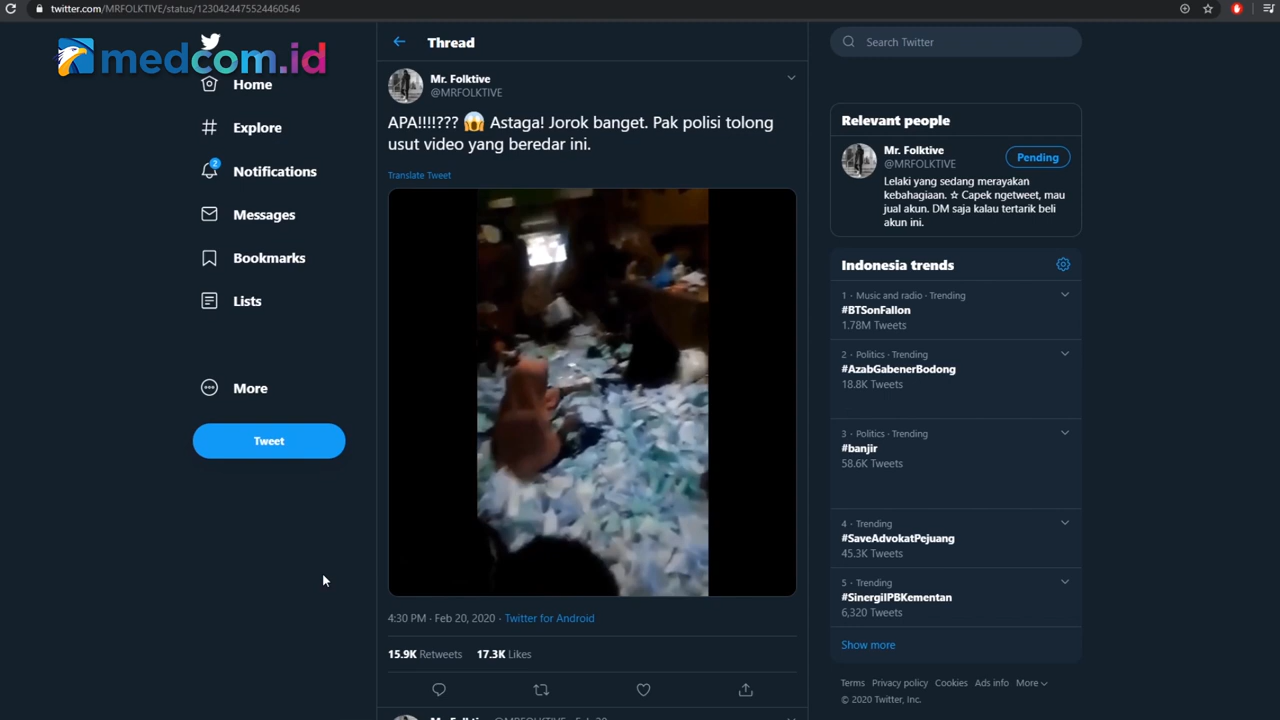 twitter.com/MRFOLKTIVE/status/1230424475524460546
medcom.id
Home
Explore
2
Notifications
Messages
Bookmarks
Lists
More
Tweet
Thread
Mr. Folktive
@MRFOLKTIVE
APA!!!!??? 😱 Astaga! Jorok banget. Pak polisi tolong
usut video yang beredar ini.
Translate Tweet
4:30 PM · Feb 20, 2020 · Twitter for Android
15.9K Retweets 17.3K Likes
Search Twitter
Relevant people
Mr. Folktive
@MRFOLKTIVE
Pending
Lelaki yang sedang merayakan
kebahagiaan. ☆ Capek ngetweet, mau
jual akun. DM saja kalau tertarik beli
akun ini.
Indonesia trends
1 · Music and radio · Trending
#BTSonFallon
1.78M Tweets
2 · Politics · Trending
#AzabGabenerBodong
18.8K Tweets
3 · Politics · Trending
#banjir
58.6K Tweets
4 · Trending
#SaveAdvokatPejuang
45.3K Tweets
5 · Trending
#SinergiIPBKementan
6,320 Tweets
Show more
Terms Privacy policy Cookies Ads info More
© 2020 Twitter, Inc.